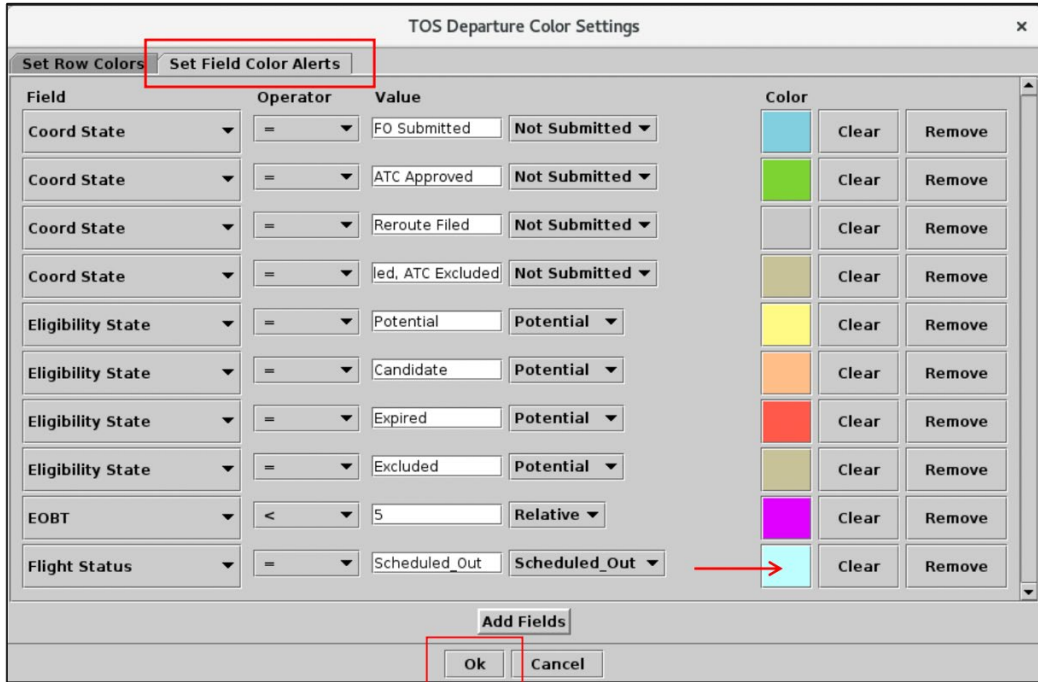 TOS Departure Color Settings ×
Set Row Colors Set Field Color Alerts
Field Operator Value Color
Coord State = FO Submitted Not Submitted Clear Remove
Coord State = ATC Approved Not Submitted Clear Remove
Coord State = Reroute Filed Not Submitted Clear Remove
Coord State = led, ATC Excluded Not Submitted Clear Remove
Eligibility State = Potential Potential Clear Remove
Eligibility State = Candidate Potential Clear Remove
Eligibility State = Expired Potential Clear Remove
Eligibility State = Excluded Potential Clear Remove
EOBT < 5 Relative Clear Remove
Flight Status = Scheduled_Out Scheduled_Out Clear Remove
Add Fields
Ok Cancel